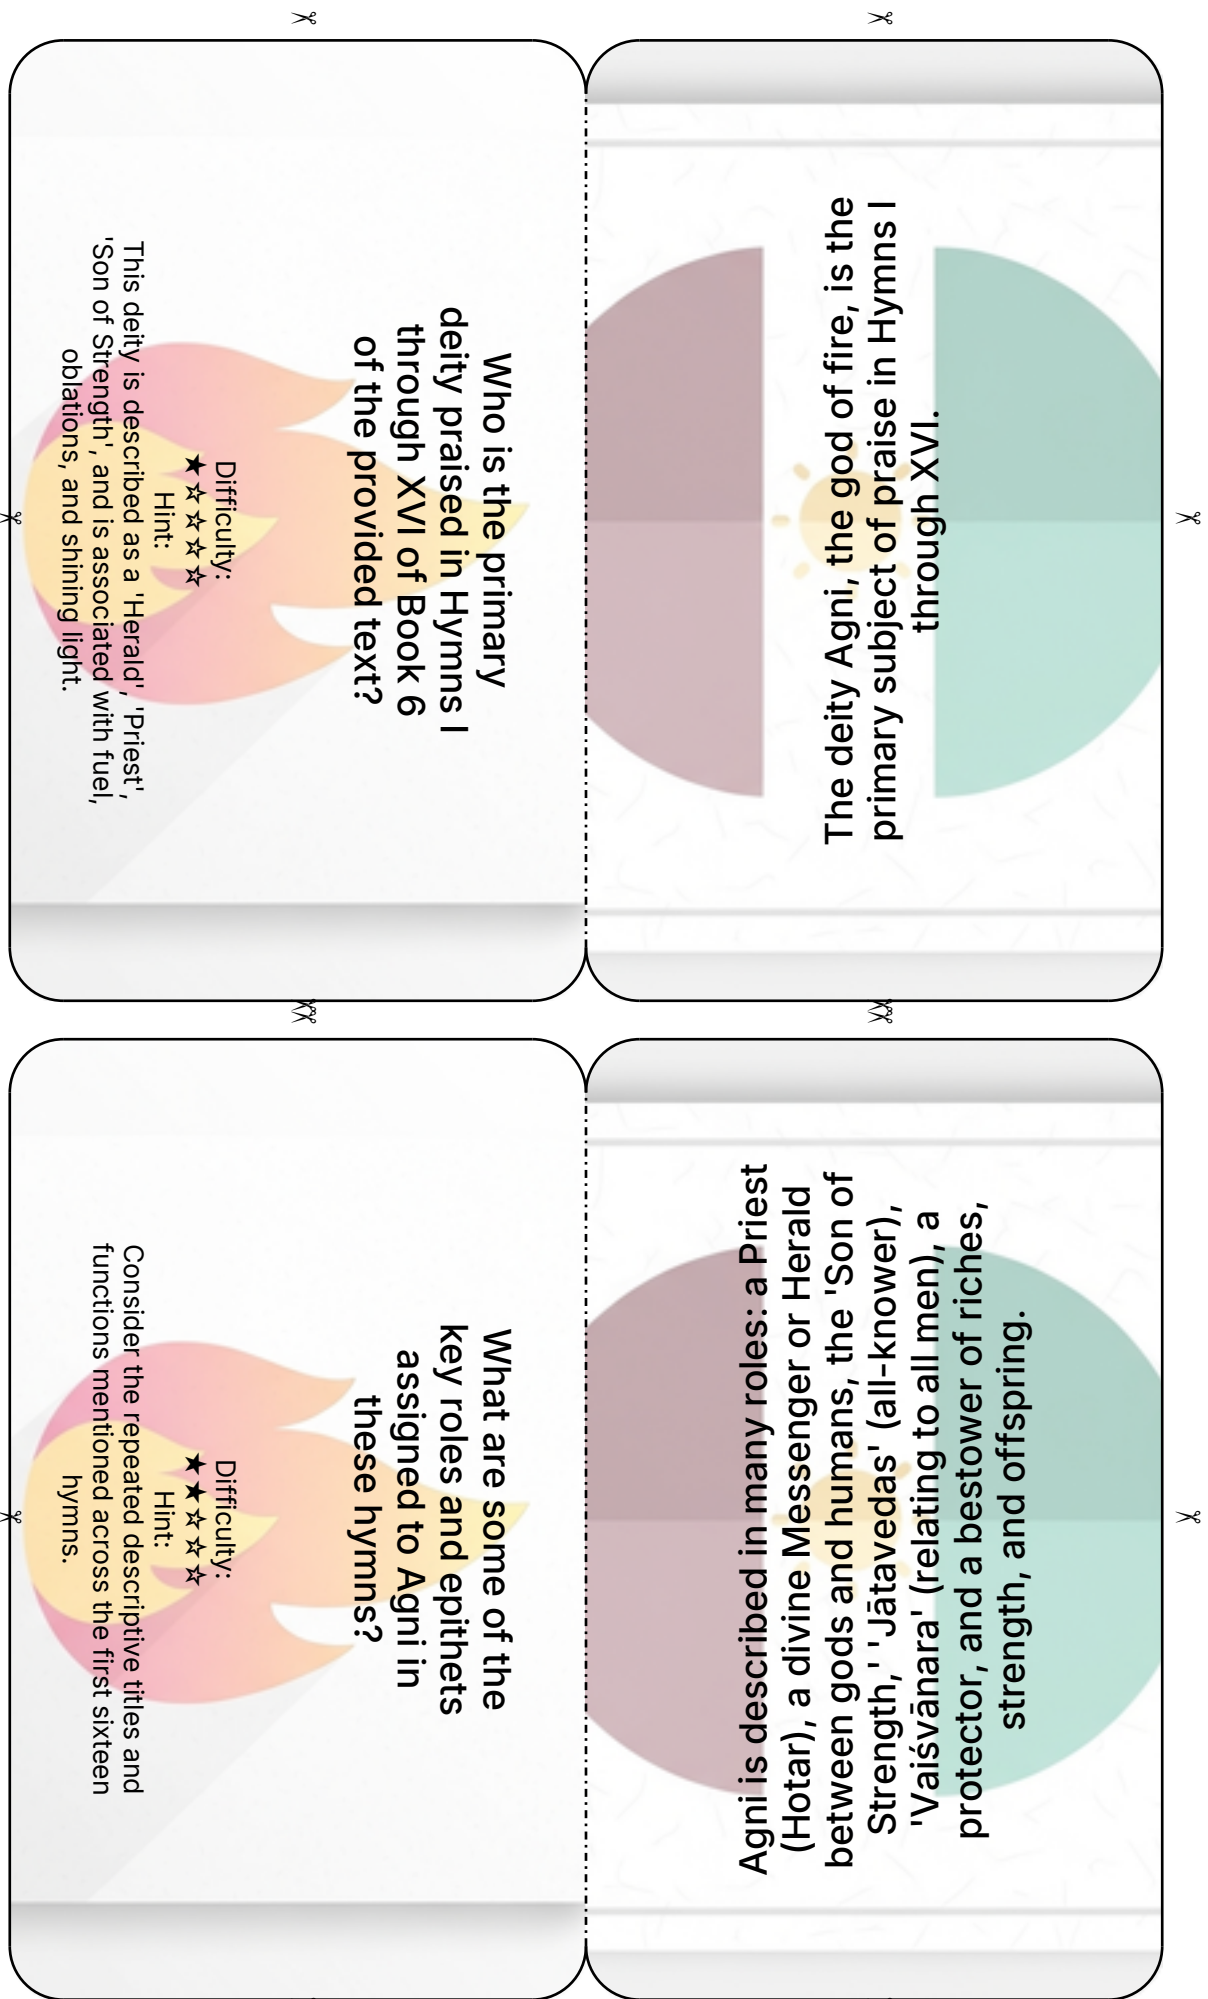 Who is the primary
deity praised in Hymns I
through XVI of Book 6
of the provided text?
Difficulty:
★☆☆☆☆
Hint:
This deity is described as a 'Herald', 'Priest',
'Son of Strength', and is associated with fuel,
oblations, and shining light.
The deity Agni, the god of fire, is the
primary subject of praise in Hymns I
through XVI.
What are some of the
key roles and epithets
assigned to Agni in
these hymns?
Difficulty:
★★☆☆☆
Hint:
Consider the repeated descriptive titles and
functions mentioned across the first sixteen
hymns.
Agni is described in many roles: a Priest
(Hotar), a divine Messenger or Herald
between gods and humans, the 'Son of
Strength,' 'Jātavedas' (all-knower),
'Vaiśvānara' (relating to all men), a
protector, and a bestower of riches,
strength, and offspring.